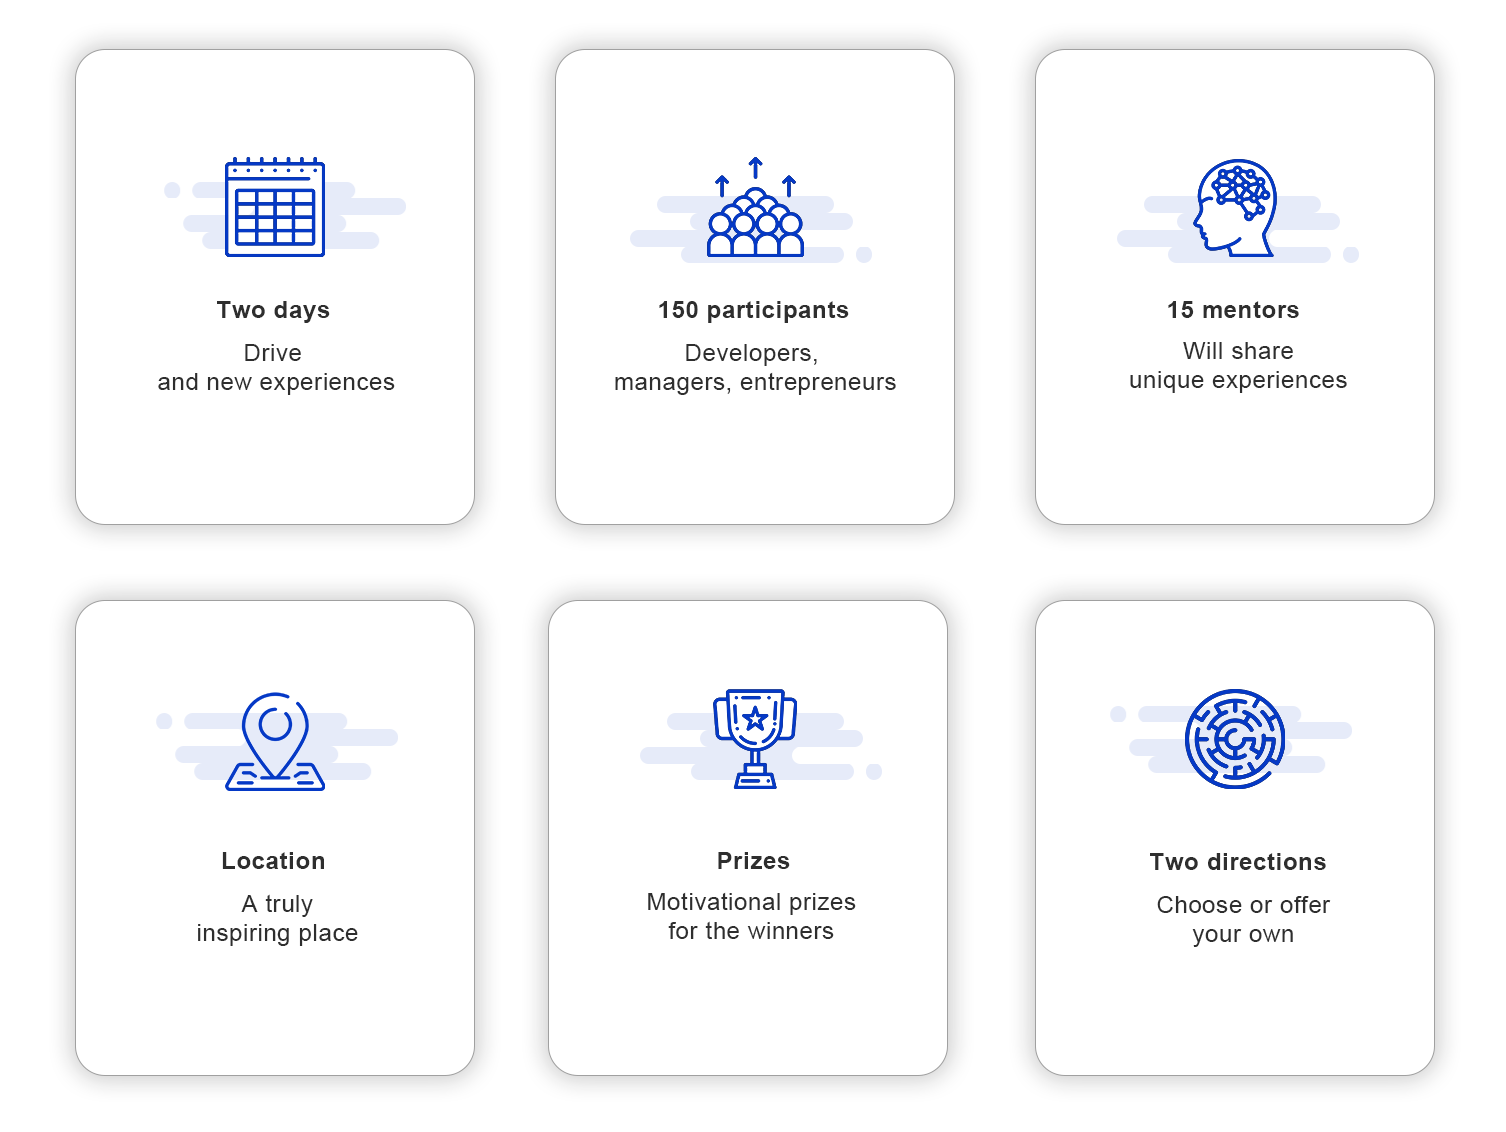 Two days
Drive
and new experiences
150 participants
Developers,
managers, entrepreneurs
15 mentors
Will share
unique experiences
Location
A truly
inspiring place
Prizes
Motivational prizes
for the winners
Two directions
Choose or offer
your own